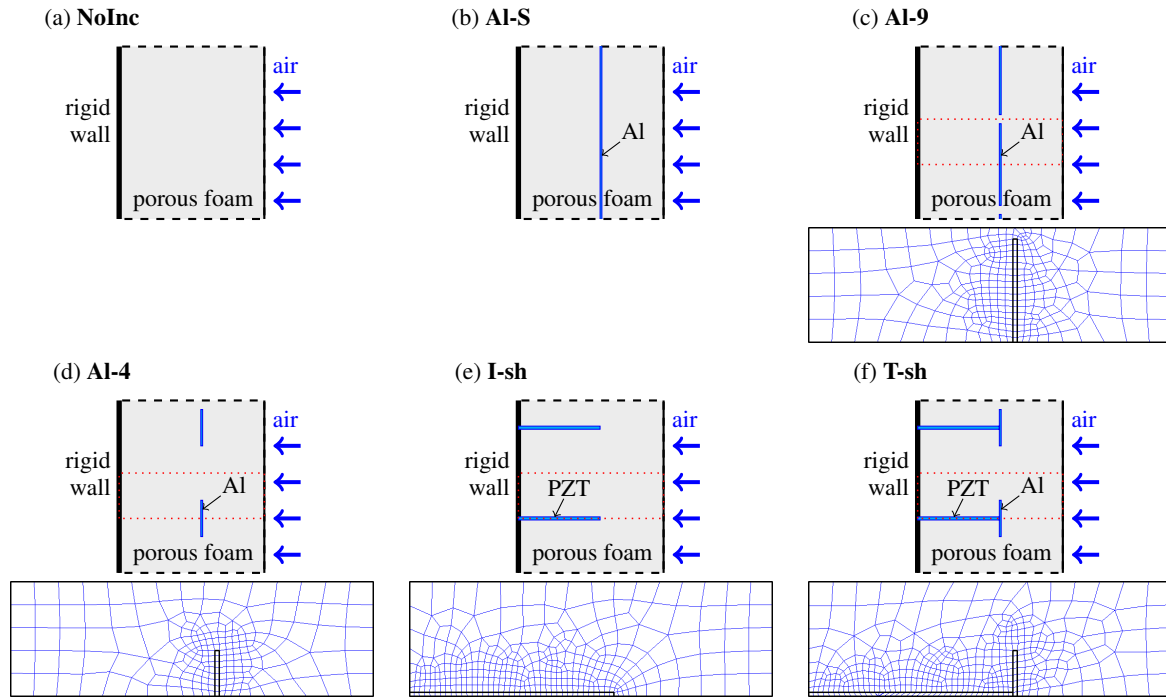 (a) NoInc
air
rigid
wall
porous foam
(b) Al-S
air
rigid
wall
Al
porous foam
(c) Al-9
air
rigid
wall
Al
porous foam
(d) Al-4
air
rigid
wall
Al
porous foam
(e) I-sh
air
rigid
wall
PZT
porous foam
(f) T-sh
air
rigid
wall
PZT
Al
porous foam